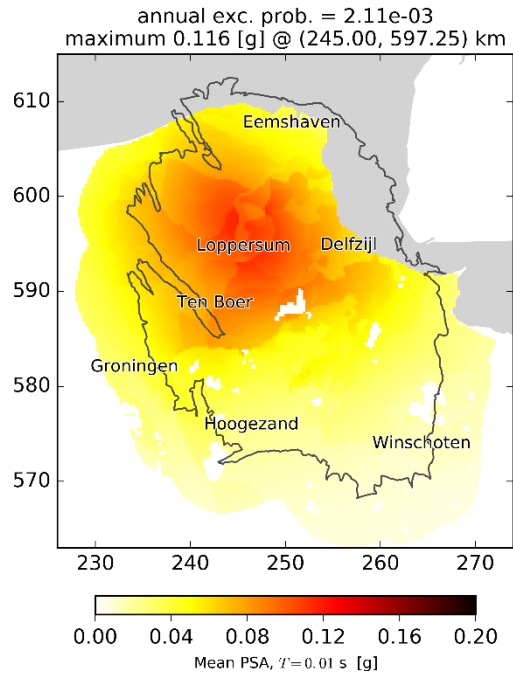 annual exc. prob. = 2.11e-03
maximum 0.116 [g] @ (245.00, 597.25) km
610
Eemshaven
600
Loppersum
Delfzijl
590
Ten Boer
Groningen
580
Hoogezand
Winschoten
570
230 240 250 260 270
0.00 0.04 0.08 0.12 0.16 0.20
Mean PSA, T = 0.01 s [g]